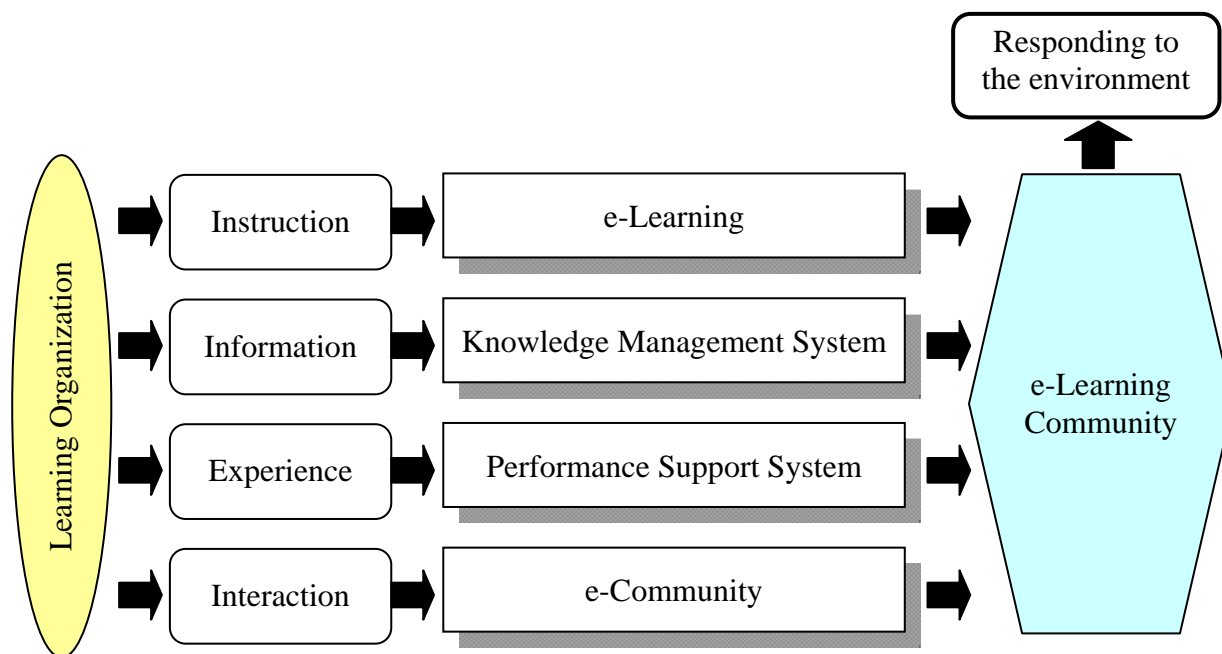 Responding to
the environment
Learning Organization
Instruction
e-Learning
Information
Knowledge Management System
Experience
Performance Support System
Interaction
e-Community
e-Learning
Community